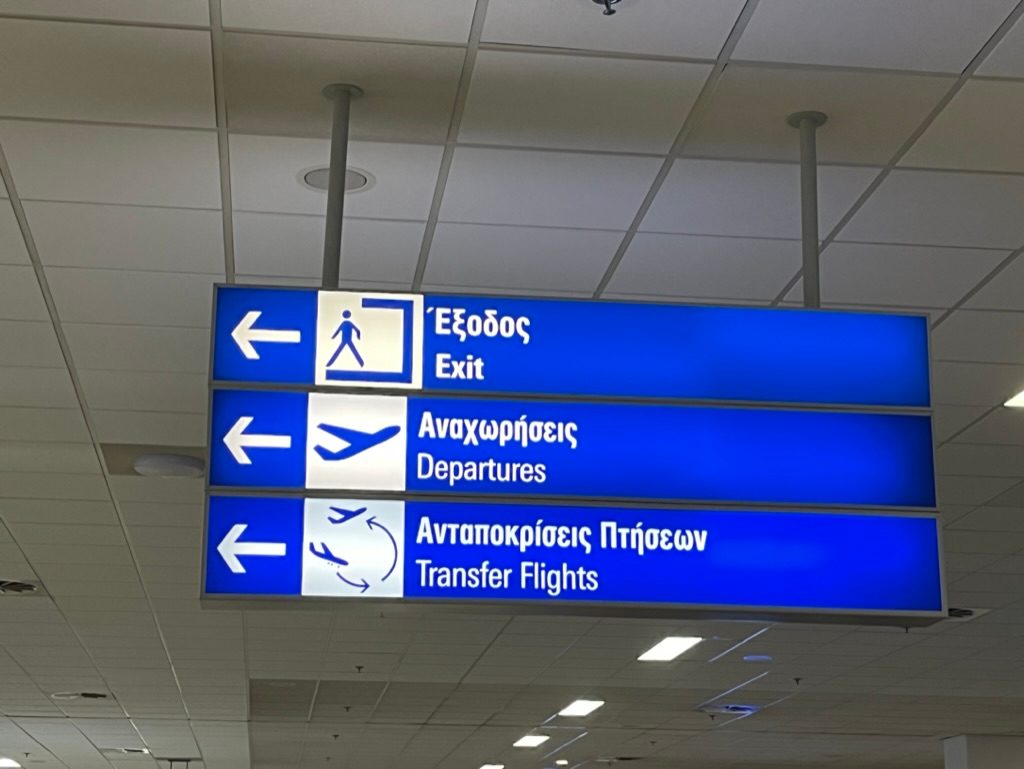 Έξοδος
Exit
Αναχωρήσεις
Departures
Ανταποκρίσεις Πτήσεων
Transfer Flights